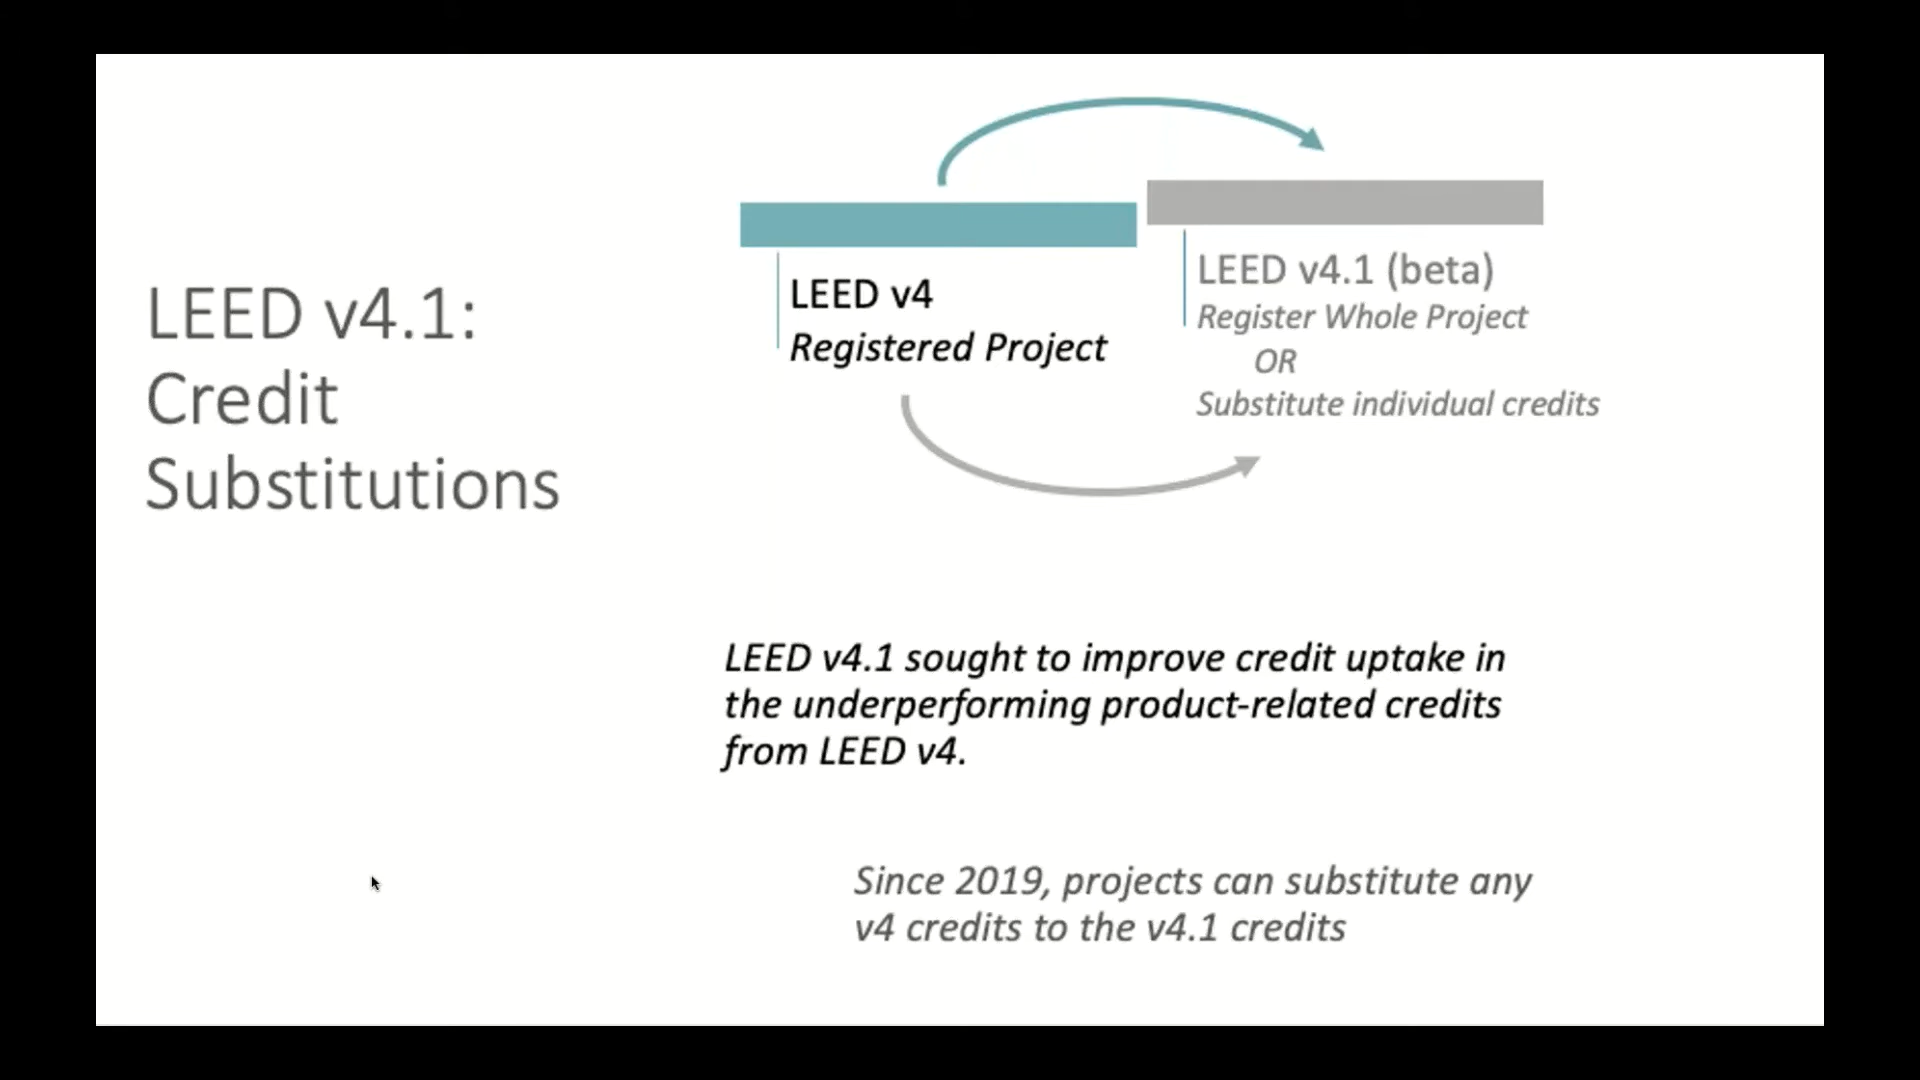 LEED v4.1:
Credit
Substitutions
LEED v4
Registered Project
LEED v4.1 (beta)
Register Whole Project
OR
Substitute individual credits
LEED v4.1 sought to improve credit uptake in
the underperforming product-related credits
from LEED v4.
Since 2019, projects can substitute any
v4 credits to the v4.1 credits